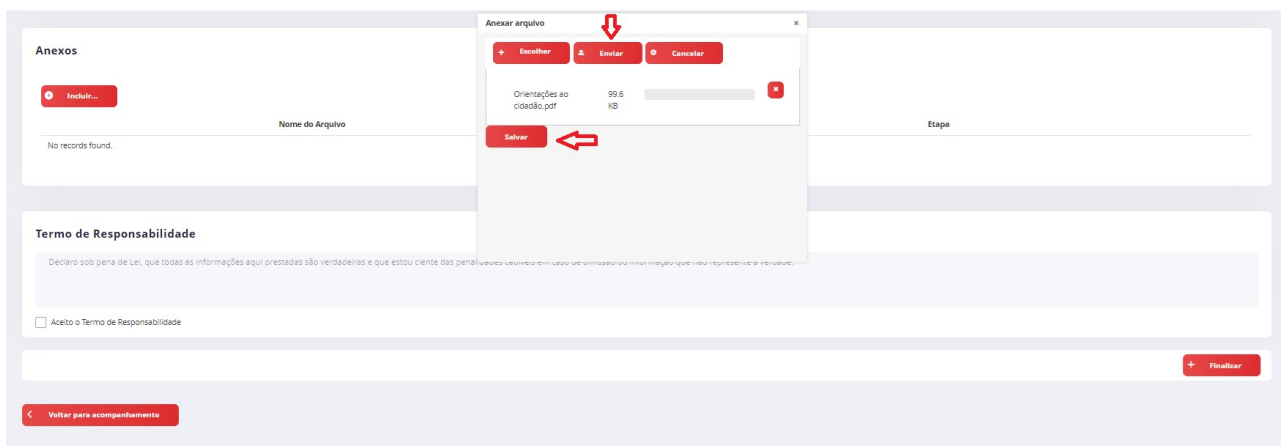 Anexar arquivo
Anexos
Escolher
Enviar
Cancelar
Incluir...
Orientações ao
cidadão.pdf
99.6
KB
Nome do Arquivo
Etapa
Salvar
No records found.
Termo de Responsabilidade
Declaro sob pena de Lei, que todas as informações aqui prestadas são verdadeiras e que estou ciente das penalidades cabíveis em caso de omissão ou informação que não represente a verdade.
Aceito o Termo de Responsabilidade
Finalizar
Voltar para acompanhamento